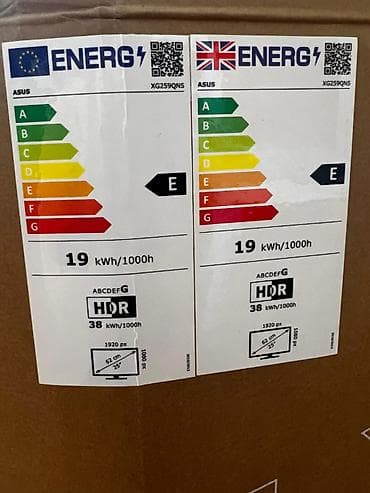 ENERG
ASUS
XG259QNS
A
B
C
D
E
F
G
E
19 kWh/1000h
ABCDEFG
HDR
38 kWh/1000h
1920 px
62 cm
25"
1080 px
ENERG
ASUS
XG259QNS
A
B
C
D
E
F
G
E
19 kWh/1000h
ABCDEFG
HDR
38 kWh/1000h
1920 px
62 cm
25"
1080 px